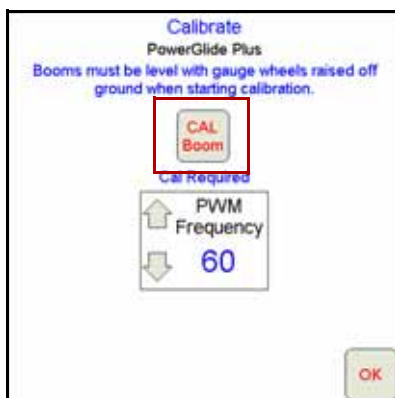 Calibrate
PowerGlide Plus
Booms must be level with gauge wheels raised off
ground when starting calibration.
CAL
Boom
Cal Required
PWM
Frequency
60
OK